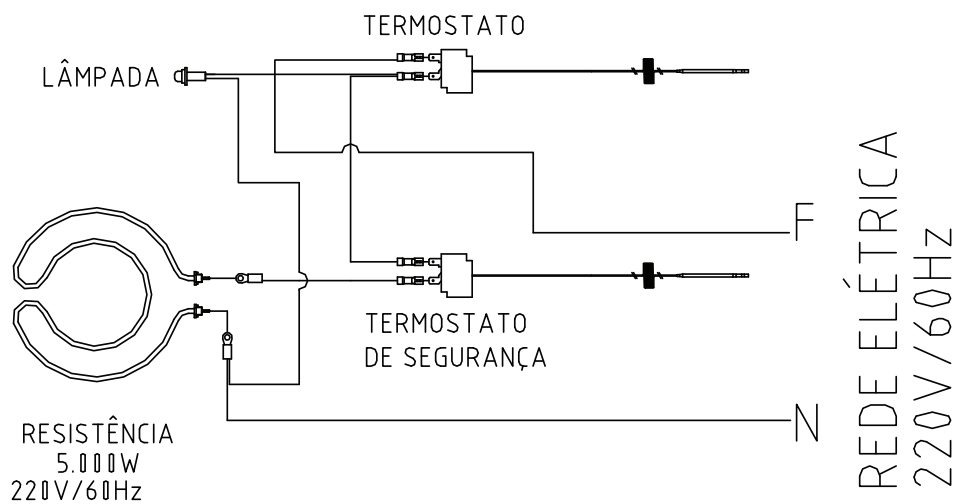 TERMOSTATO
LÂMPADA
F
TERMOSTATO
DE SEGURANÇA
N
RESISTÊNCIA
5.000W
220V/60Hz
REDE ELÉTRICA
220V/60HZ